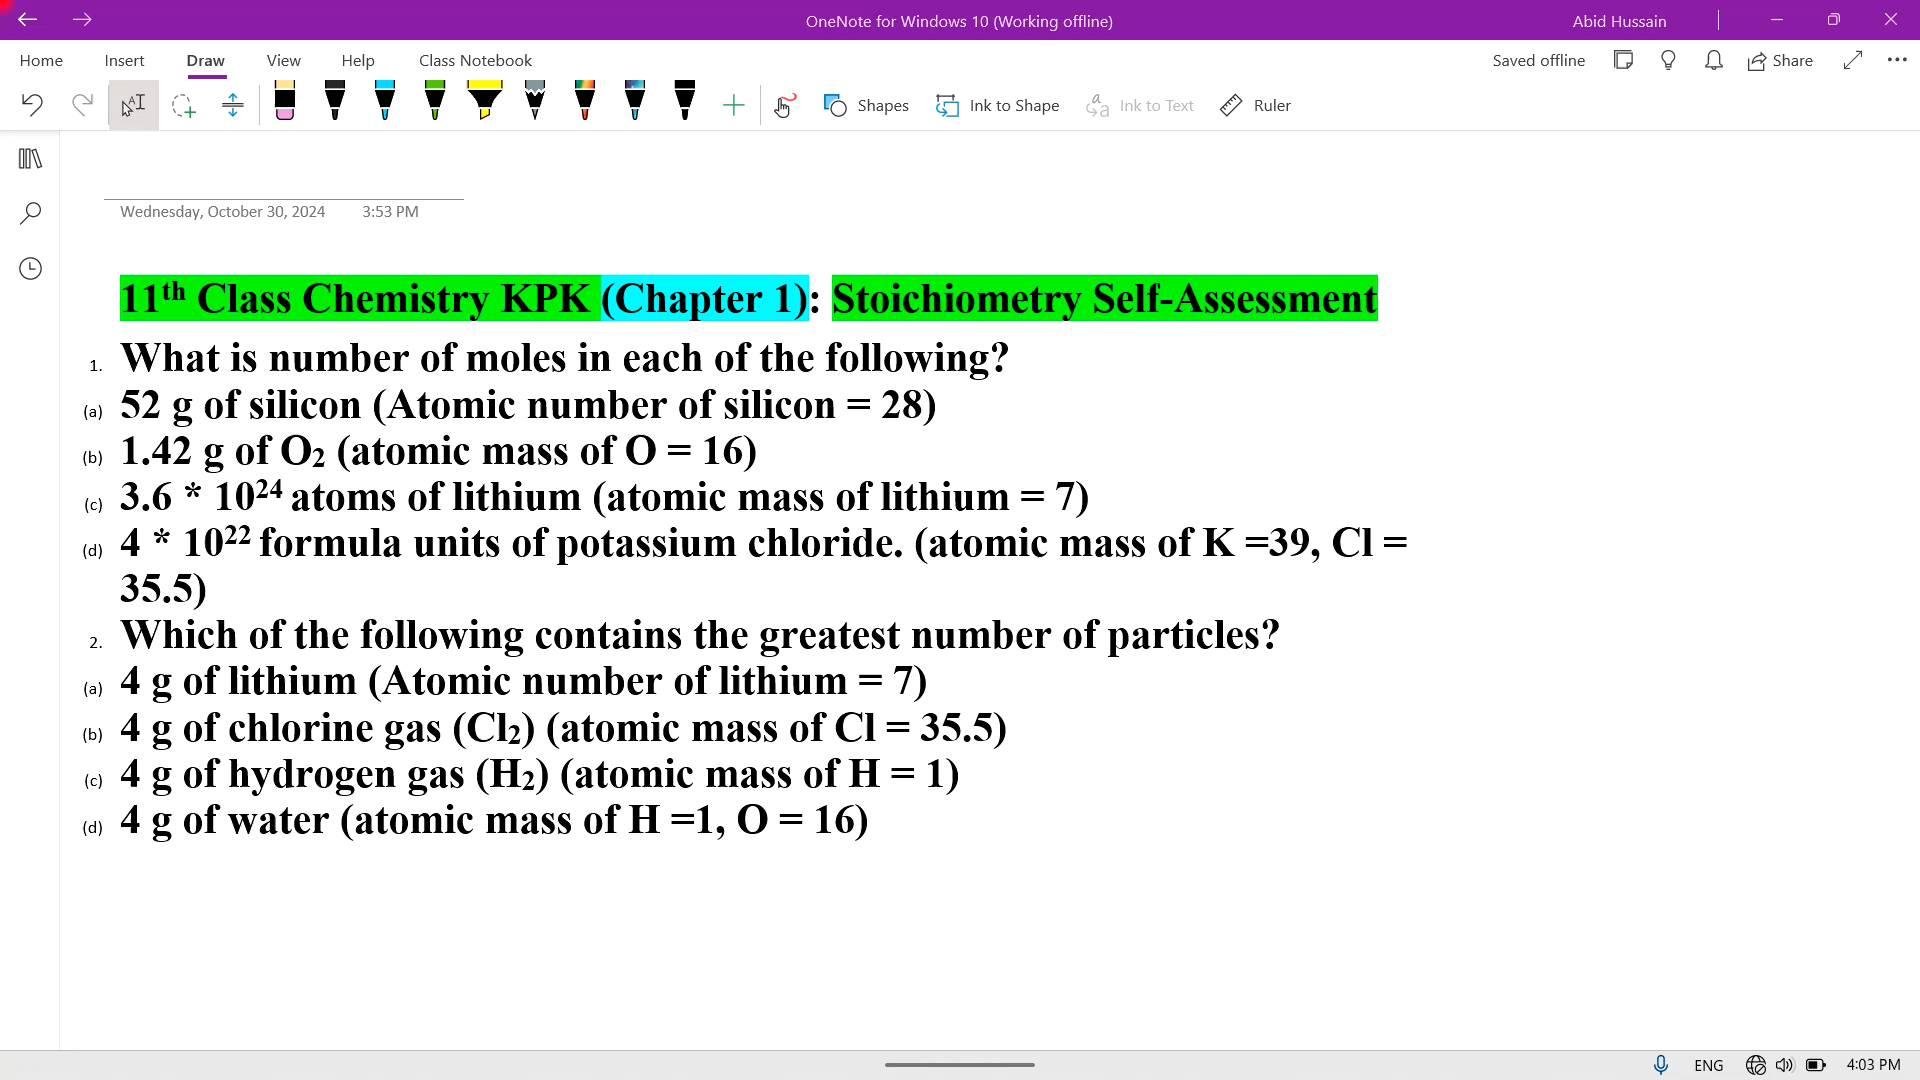 OneNote for Windows 10 (Working offline)
Abid Hussain
Home Insert Draw View Help Class Notebook
Saved offline Share
Shapes Ink to Shape Ink to Text Ruler
Wednesday, October 30, 2024 3:53 PM
11th Class Chemistry KPK (Chapter 1): Stoichiometry Self-Assessment
1. What is number of moles in each of the following?
(a) 52 g of silicon (Atomic number of silicon = 28)
(b) 1.42 g of O₂ (atomic mass of O = 16)
(c) 3.6 * 10²⁴ atoms of lithium (atomic mass of lithium = 7)
(d) 4 * 10²² formula units of potassium chloride. (atomic mass of K =39, Cl =
35.5)
2. Which of the following contains the greatest number of particles?
(a) 4 g of lithium (Atomic number of lithium = 7)
(b) 4 g of chlorine gas (Cl₂) (atomic mass of Cl = 35.5)
(c) 4 g of hydrogen gas (H₂) (atomic mass of H = 1)
(d) 4 g of water (atomic mass of H =1, O = 16)
ENG 4:03 PM